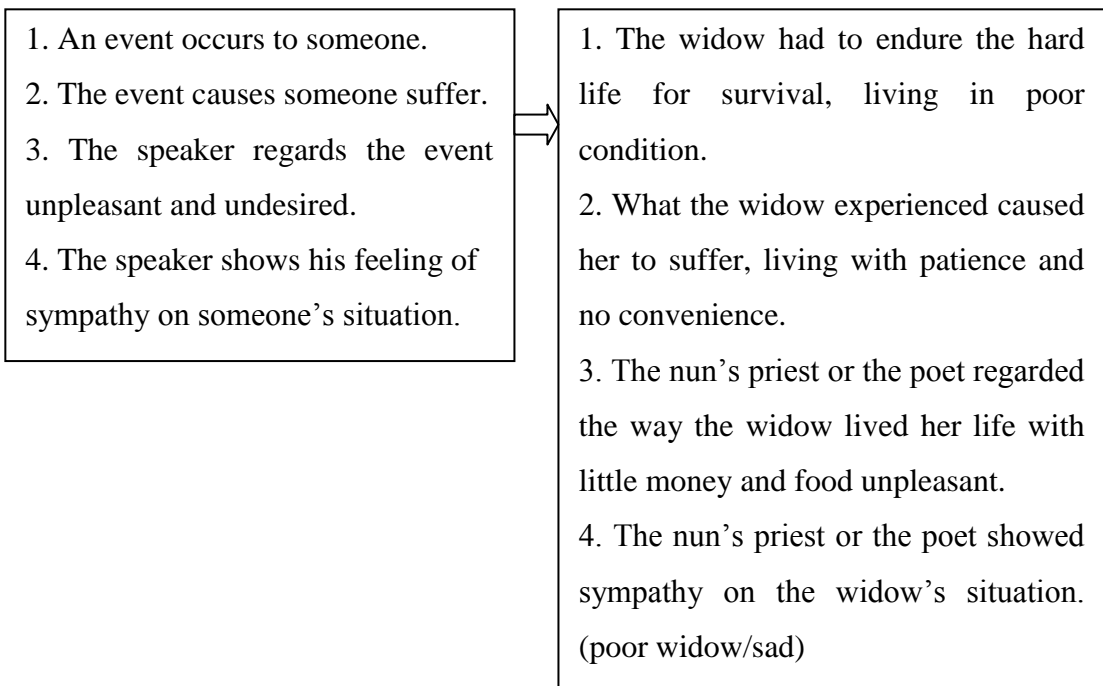 1. An event occurs to someone.
2. The event causes someone suffer.
3. The speaker regards the event
unpleasant and undesired.
4. The speaker shows his feeling of
sympathy on someone’s situation.
1. The widow had to endure the hard
life for survival, living in poor
condition.
2. What the widow experienced caused
her to suffer, living with patience and
no convenience.
3. The nun’s priest or the poet regarded
the way the widow lived her life with
little money and food unpleasant.
4. The nun’s priest or the poet showed
sympathy on the widow’s situation.
(poor widow/sad)